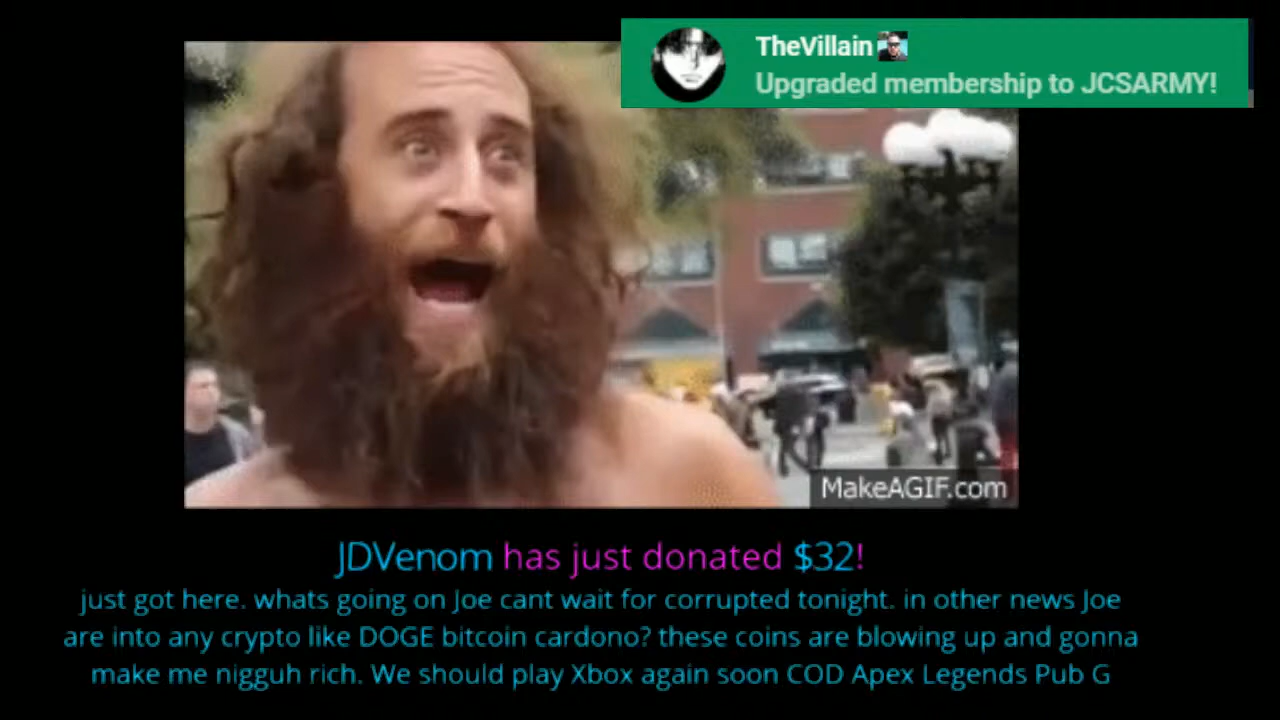 TheVillain
Upgraded membership to JCSARMY!
MakeAGIF.com
JDVenom has just donated $32!
just got here. whats going on Joe cant wait for corrupted tonight. in other news Joe
are into any crypto like DOGE bitcoin cardono? these coins are blowing up and gonna
make me nigguh rich. We should play Xbox again soon COD Apex Legends Pub G